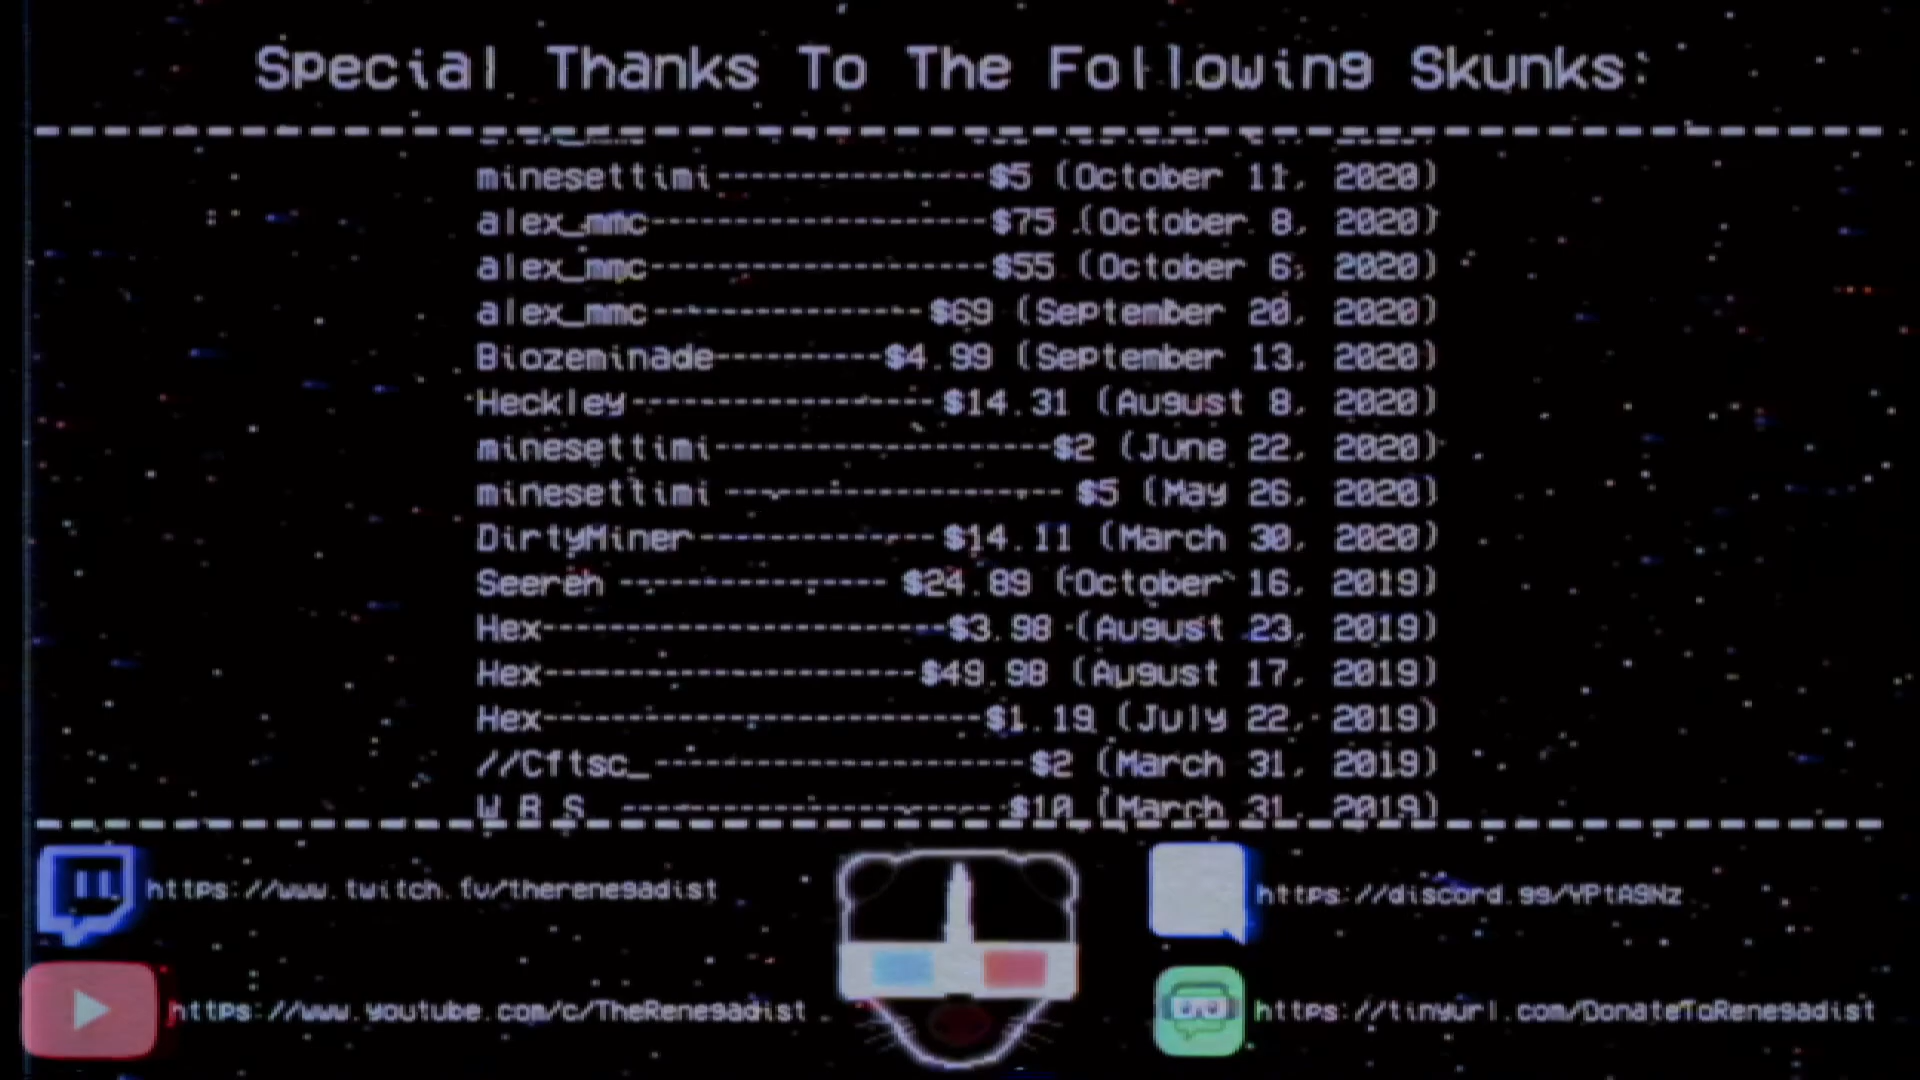 Special Thanks To The Following Skunks:
minesettimi---------------$5 (October 11, 2020)
alex_mmc-------------------$75 (October 8, 2020)
alex_mmc-------------------$55 (October 6, 2020)
alex_mmc---------------$69 (September 20, 2020)
Biozeminade---------$4.99 (September 13, 2020)
Heckley-----------------$14.31 (August 8, 2020)
minesettimi-------------------$2 (June 22, 2020)
minesettimi ------------------- $5 (May 26, 2020)
DirtyMiner-------------$14.11 (March 30, 2020)
Seereh --------------- $24.89 (October 16, 2019)
Hex-----------------------$3.98 (August 23, 2019)
Hex---------------------$49.98 (August 17, 2019)
Hex-------------------------$1.19 (July 22, 2019)
//Cftsc_---------------------$2 (March 31, 2019)
W.R.S. ---------------------$10 (March 31, 2019)
https://www.twitch.tv/therenegadist
https://discord.gg/YPtA9Nz
https://www.youtube.com/c/TheRenegadist
https://tinyurl.com/DonateToRenegadist